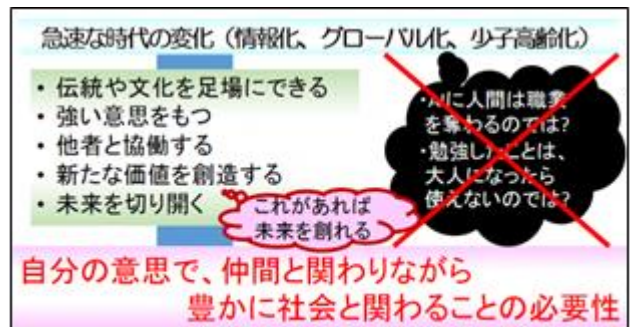 急速な時代の変化（情報化、グローバル化、少子高齢化）
・伝統や文化を足場にできる
・強い意思をもつ
・他者と協働する
・新たな価値を創造する
・未来を切り開く
これがあれば
未来を創れる
・AIに人間は職業
を奪わるのでは?
・勉強したことは、
大人になったら
使えないのでは?
自分の意思で、仲間と関わりながら
豊かに社会と関わることの必要性